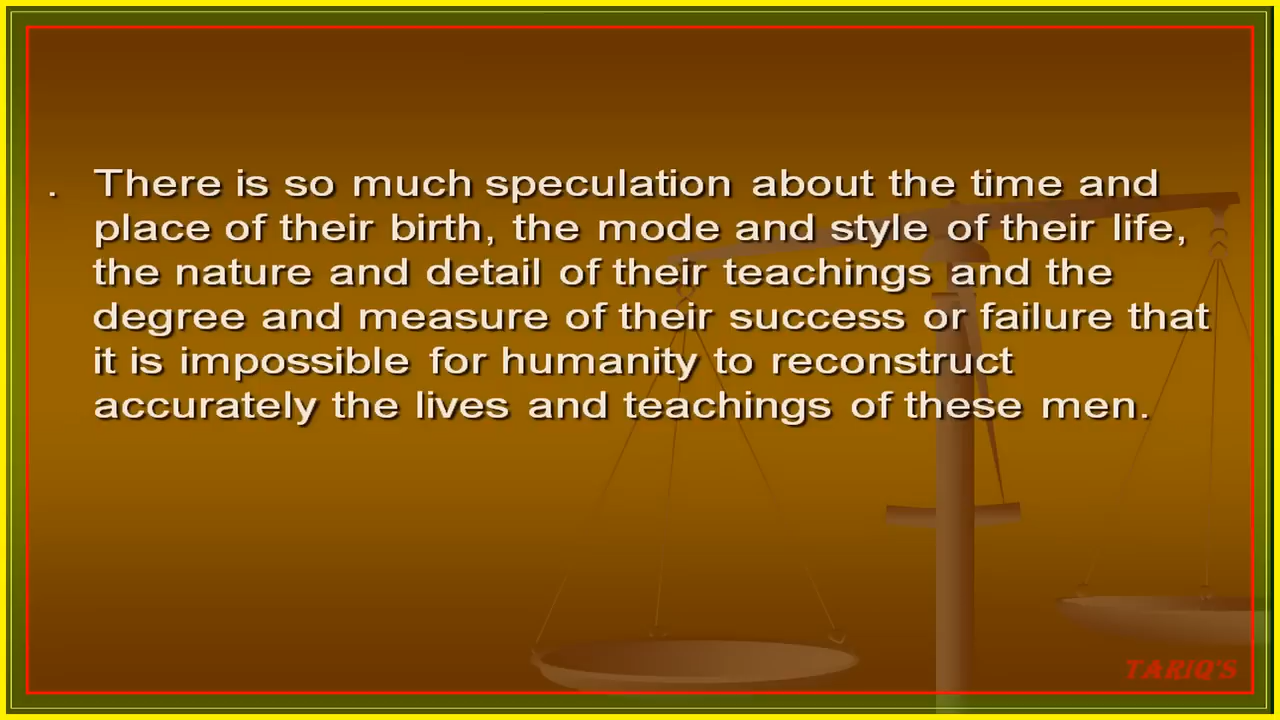 . There is so much speculation about the time and
place of their birth, the mode and style of their life,
the nature and detail of their teachings and the
degree and measure of their success or failure that
it is impossible for humanity to reconstruct
accurately the lives and teachings of these men.
TARIQ'S